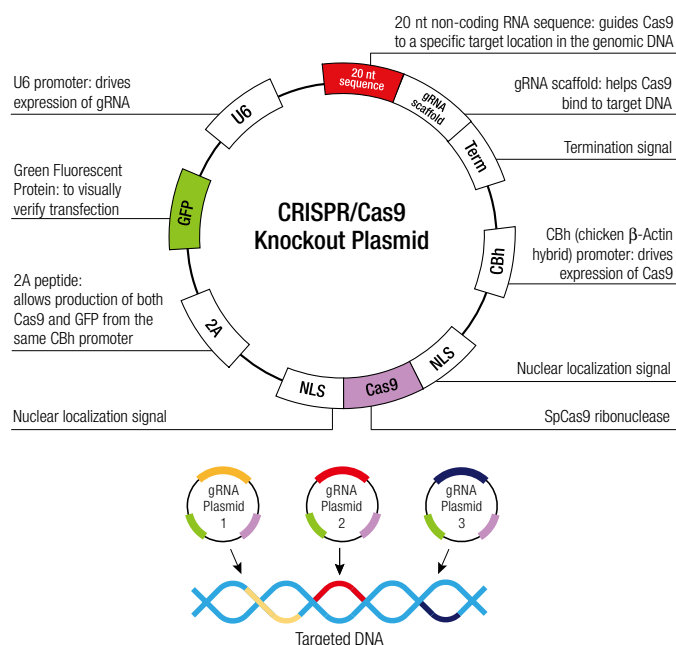 20 nt non-coding RNA sequence: guides Cas9
to a specific target location in the genomic DNA
U6 promoter: drives
expression of gRNA
gRNA scaffold: helps Cas9
bind to target DNA
Termination signal
Green Fluorescent
Protein: to visually
verify transfection
CBh (chicken β-Actin
hybrid) promoter: drives
expression of Cas9
2A peptide:
allows production of both
Cas9 and GFP from the
same CBh promoter
Nuclear localization signal
Nuclear localization signal
SpCas9 ribonuclease
20 nt
sequence
gRNA
scaffold
Term
CBh
NLS
Cas9
NLS
2A
GFP
U6
CRISPR/Cas9
Knockout Plasmid
gRNA
Plasmid
1
gRNA
Plasmid
2
gRNA
Plasmid
3
Targeted DNA